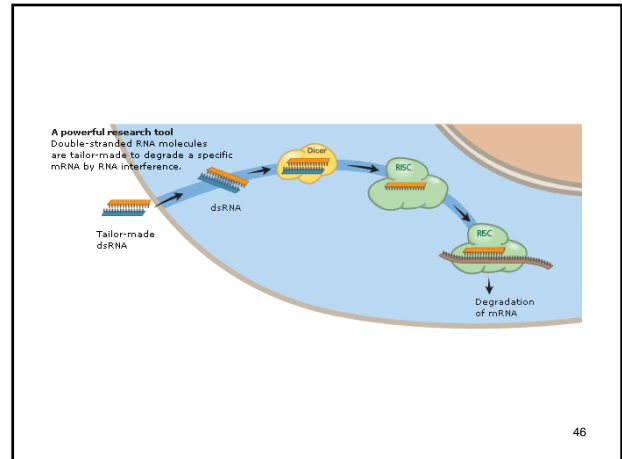 A powerful research tool
Double-stranded RNA molecules
are tailor-made to degrade a specific
mRNA by RNA interference.
Dicer
RISC
dsRNA
Tailor-made
dsRNA
RISC
Degradation
of mRNA
46